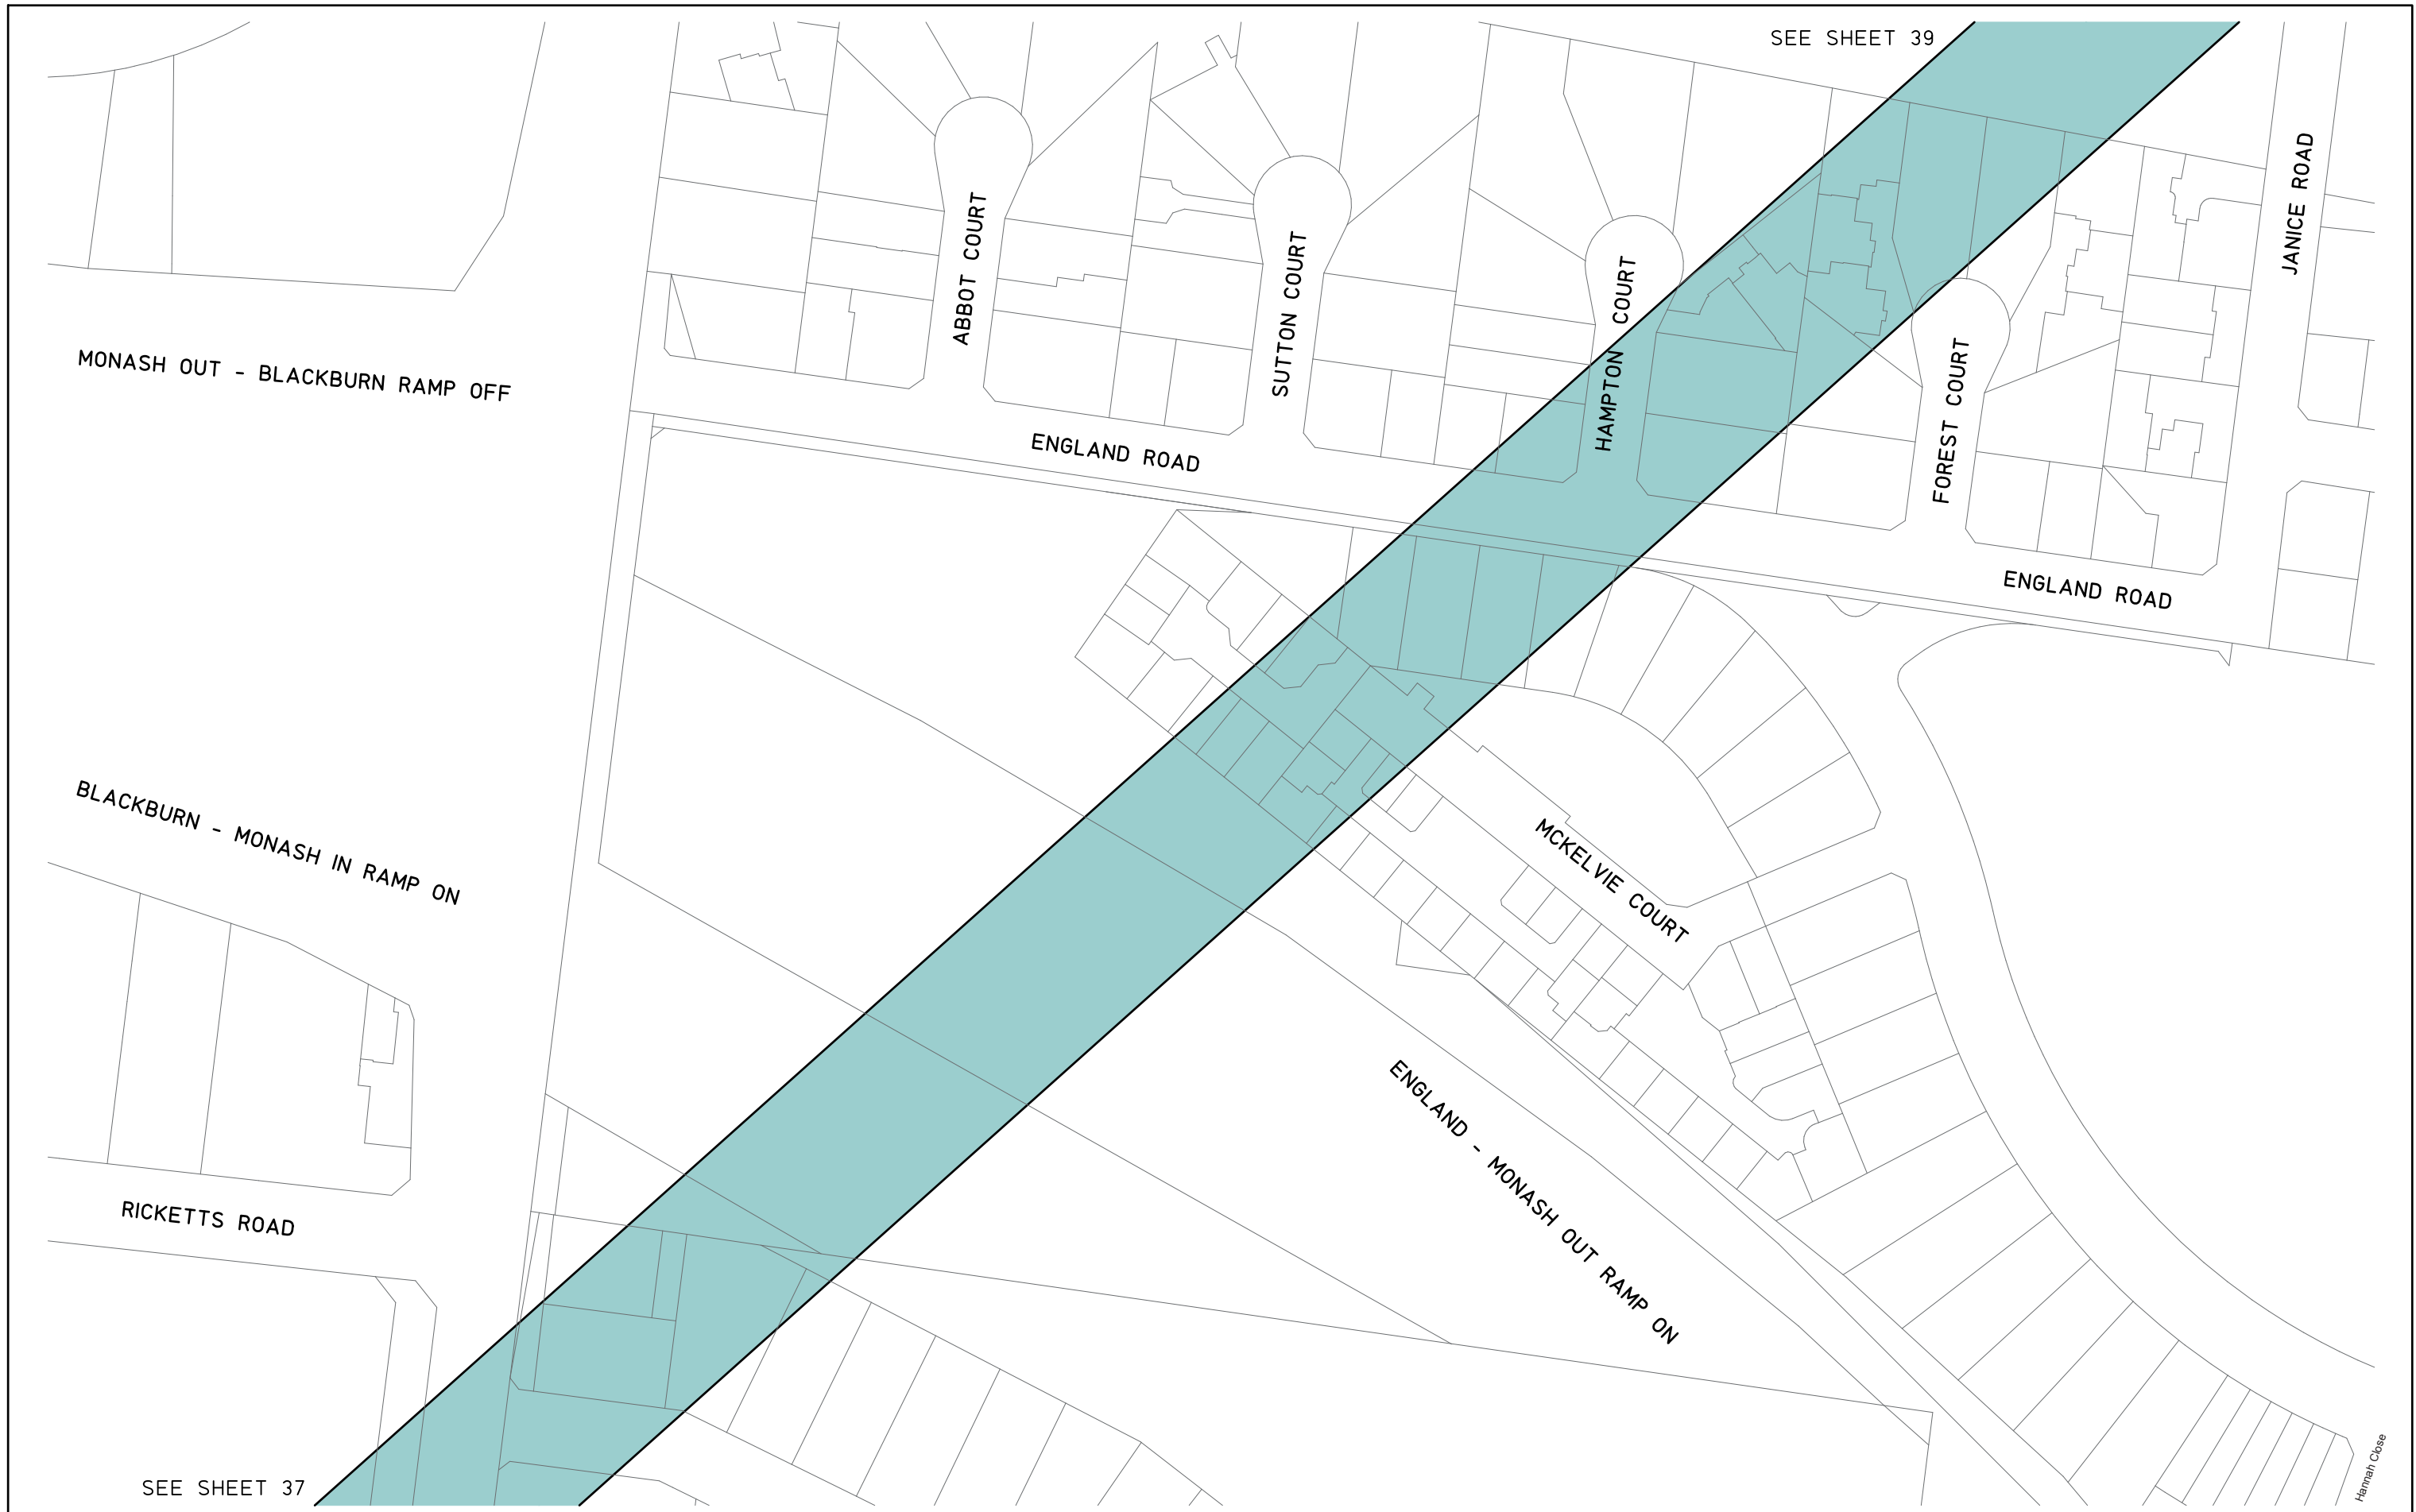 SEE SHEET 39
JANICE ROAD
ABBOT COURT
SUTTON COURT
HAMPTON COURT
FOREST COURT
MONASH OUT - BLACKBURN RAMP OFF
ENGLAND ROAD
ENGLAND ROAD
BLACKBURN - MONASH IN RAMP ON
MCKELVIE COURT
ENGLAND - MONASH OUT RAMP ON
RICKETTS ROAD
SEE SHEET 37
Hannah Close